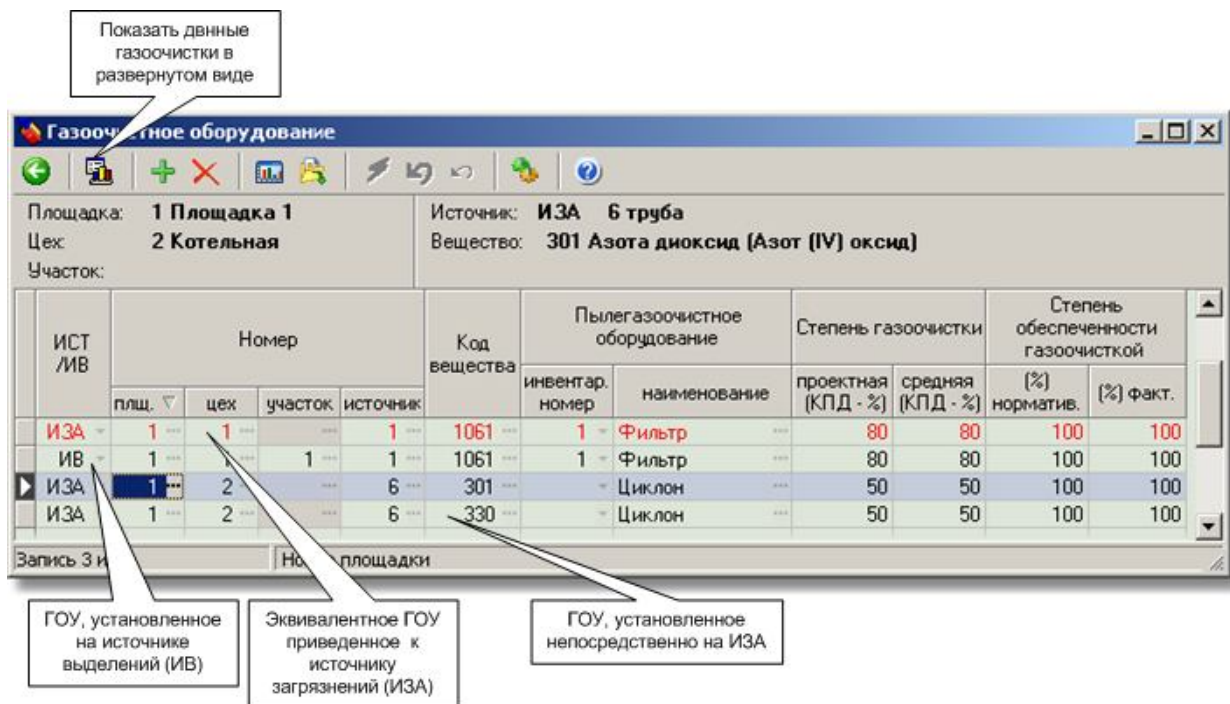 Показать двнные
газоочистки в
развернутом виде
Газооч тное оборудование
Площадка: 1 Площадка 1
Цех: 2 Котельная
Участок:
Источник: ИЗА 6 труба
Вещество: 301 Азота диоксид (Азот (IV) оксид)
ИСТ
/ИВ
Номер
Код
вещества
Пылегазоочистное
оборудование
Степень газоочистки
Степень
обеспеченности
газоочисткой
площ. цех участок источник
инвентар.
номер
наименование
проектная
(КПД - %)
средняя
(КПД - %)
(%)
норматив.
(%) факт.
ИЗА 1 1 1 1061 1 Фильтр 80 80 100 100
ИВ 1 1 1 1061 1 Фильтр 80 80 100 100
ИЗА 1 2 6 301 Циклон 50 50 100 100
ИЗА 1 2 6 330 Циклон 50 50 100 100
Запись 3 и
площадки
ГОУ, установленное
на источнике
выделений (ИВ)
Эквивалентное ГОУ
приведенное к
источнику
загрязнений (ИЗА)
ГОУ, установленное
непосредственно на ИЗА